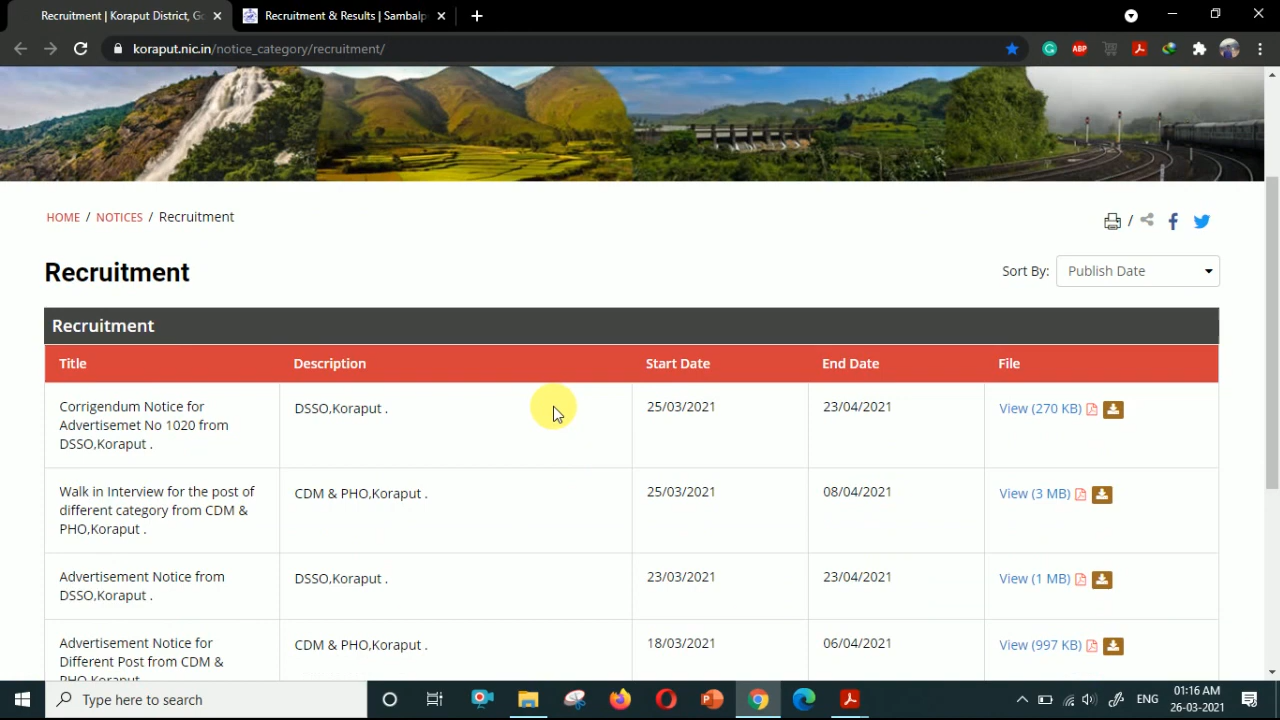 Recruitment | Koraput District, Go
Recruitment & Results | Sambalp
koraput.nic.in/notice_category/recruitment/
ABP
HOME / NOTICES / Recruitment
Recruitment
Sort By: Publish Date
Recruitment
Title Description Start Date End Date File
Corrigendum Notice for
Advertisemet No 1020 from
DSSO,Koraput .
DSSO,Koraput .
25/03/2021
23/04/2021
View (270 KB)
Walk in Interview for the post of
different category from CDM &
PHO,Koraput .
CDM & PHO,Koraput .
25/03/2021
08/04/2021
View (3 MB)
Advertisement Notice from
DSSO,Koraput .
DSSO,Koraput .
23/03/2021
23/04/2021
View (1 MB)
Advertisement Notice for
Different Post from CDM &
PHO,Koraput
CDM & PHO,Koraput .
18/03/2021
06/04/2021
View (997 KB)
Type here to search
ENG
01:16 AM
26-03-2021